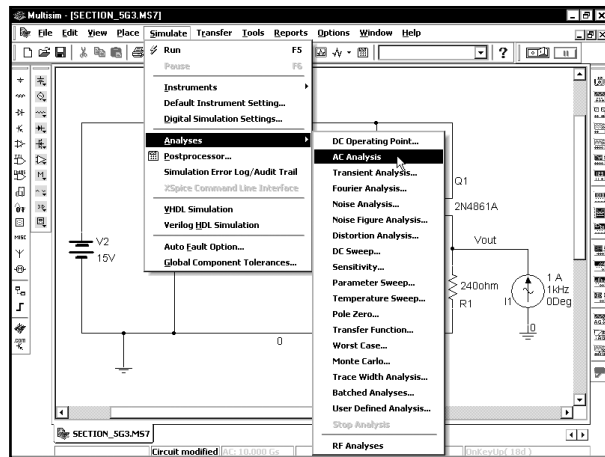 Multisim - [SECTION_5G3.MS7]
File Edit View Place Simulate Transfer Tools Reports Options Window Help
Run F5
Pause F6
Instruments
Default Instrument Setting...
Digital Simulation Settings...
Analyses
Postprocessor...
Simulation Error Log/Audit Trail
XSpice Command Line Interface
VHDL Simulation
Verilog HDL Simulation
Auto Fault Option...
Global Component Tolerances...
DC Operating Point...
AC Analysis
Transient Analysis...
Fourier Analysis...
Noise Analysis...
Noise Figure Analysis...
Distortion Analysis...
DC Sweep...
Sensitivity...
Parameter Sweep...
Temperature Sweep...
Pole Zero...
Transfer Function...
Worst Case...
Monte Carlo...
Trace Width Analysis...
Batched Analyses...
User Defined Analysis...
Stop Analysis
RF Analyses
V2
15V
0
Q1
2N4861A
Vout
240ohm
R1
I1
1 A
1kHz
0Deg
0
MISC
SECTION_5G3.MS7
Circuit modified
AC: 10.000 Gs
OnKeyUp( 18d )